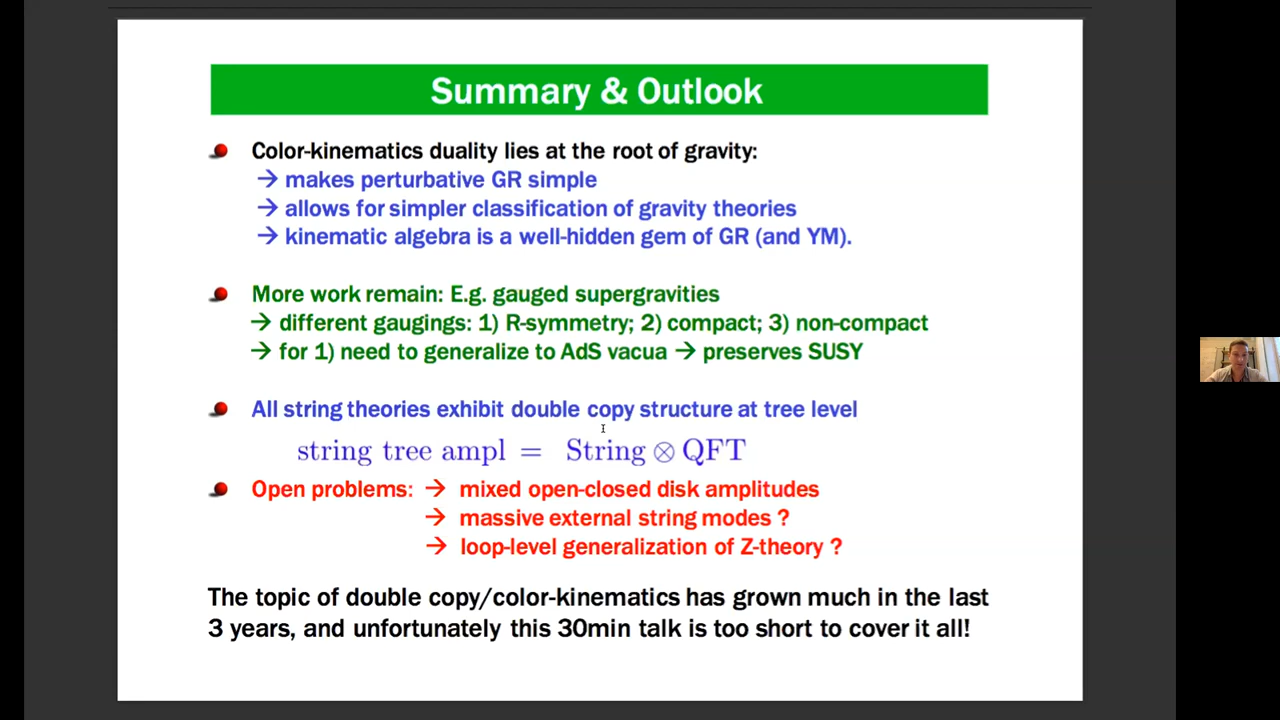 Summary & Outlook
Color-kinematics duality lies at the root of gravity:
→ makes perturbative GR simple
→ allows for simpler classification of gravity theories
→ kinematic algebra is a well-hidden gem of GR (and YM).
More work remain: E.g. gauged supergravities
→ different gaugings: 1) R-symmetry; 2) compact; 3) non-compact
→ for 1) need to generalize to AdS vacua → preserves SUSY
All string theories exhibit double copy structure at tree level
string tree ampl = String ⊗ QFT
Open problems: → mixed open-closed disk amplitudes
→ massive external string modes ?
→ loop-level generalization of Z-theory ?
The topic of double copy/color-kinematics has grown much in the last
3 years, and unfortunately this 30min talk is too short to cover it all!